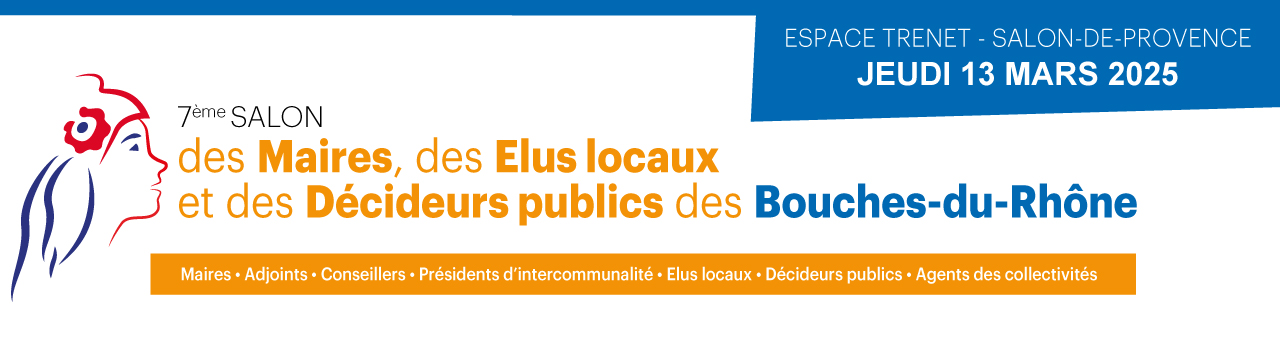 ESPACE TRENET - SALON-DE-PROVENCE
JEUDI 13 MARS 2025
7ème SALON
des Maires, des Elus locaux
et des Décideurs publics des Bouches-du-Rhône
Maires • Adjoints • Conseillers • Présidents d'intercommunalité • Elus locaux • Décideurs publics • Agents des collectivités